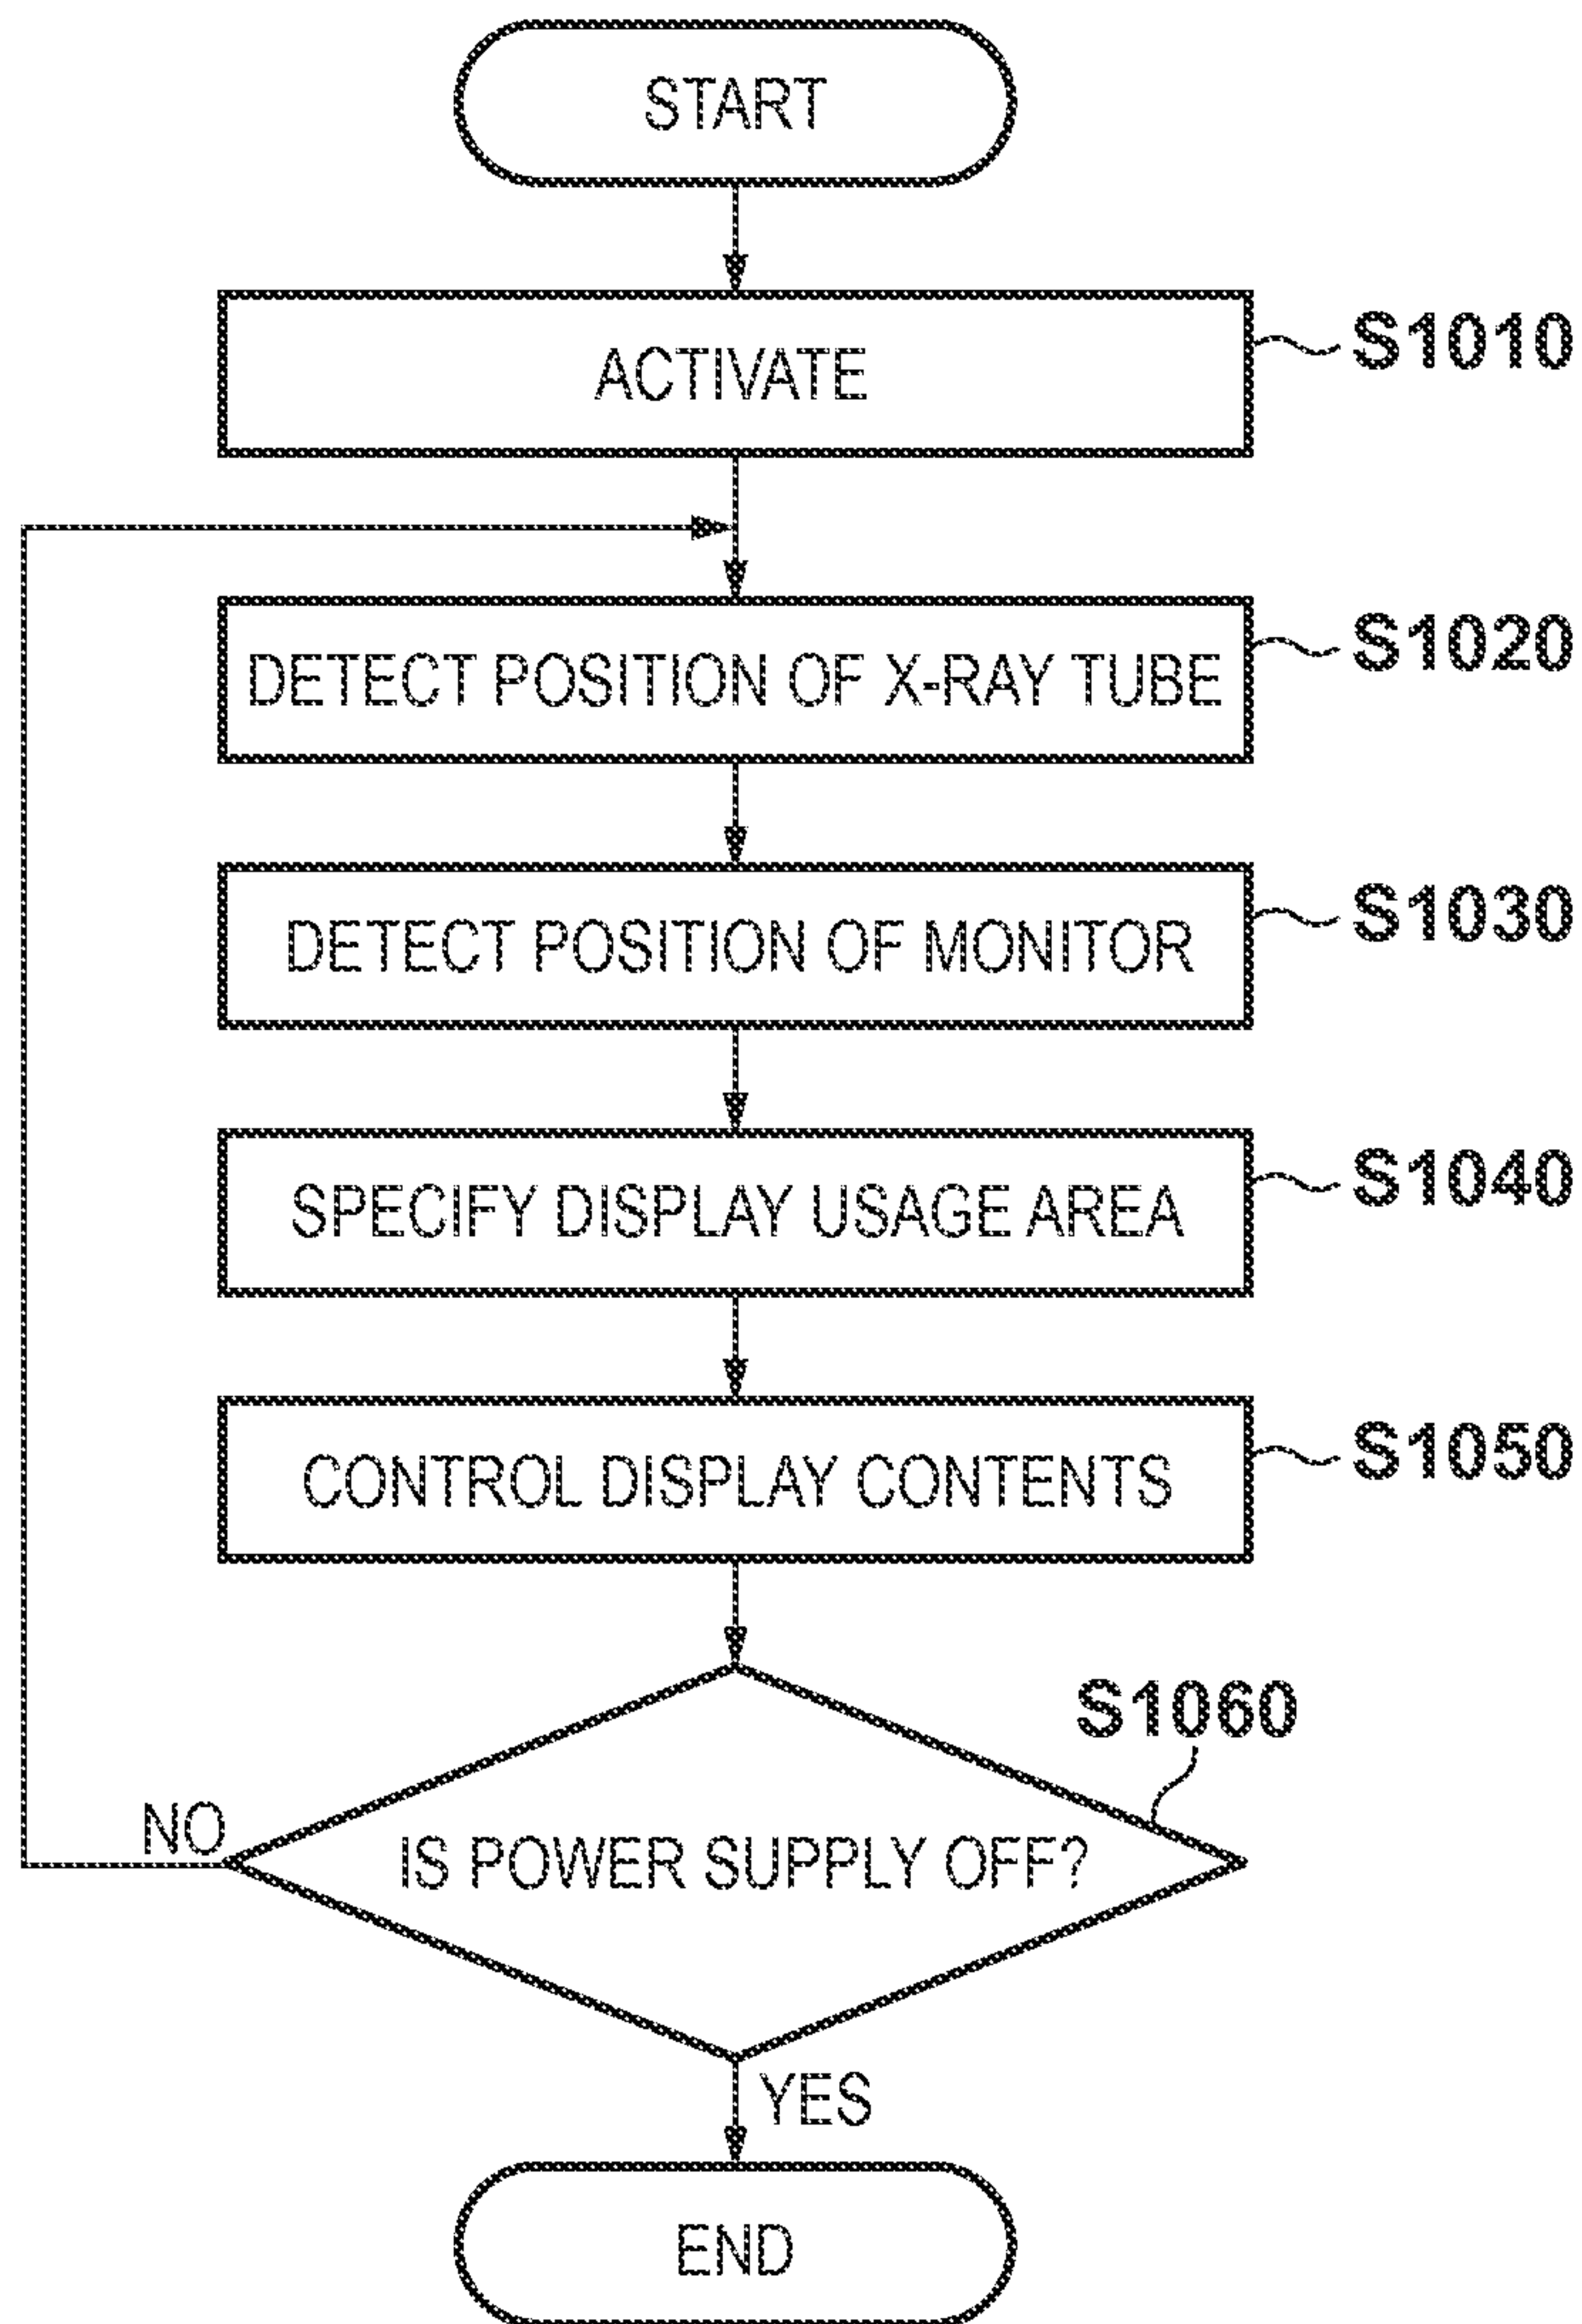 START
ACTIVATE
S1010
DETECT POSITION OF X-RAY TUBE
S1020
DETECT POSITION OF MONITOR
S1030
SPECIFY DISPLAY USAGE AREA
S1040
CONTROL DISPLAY CONTENTS
S1050
S1060
NO
IS POWER SUPPLY OFF?
YES
END